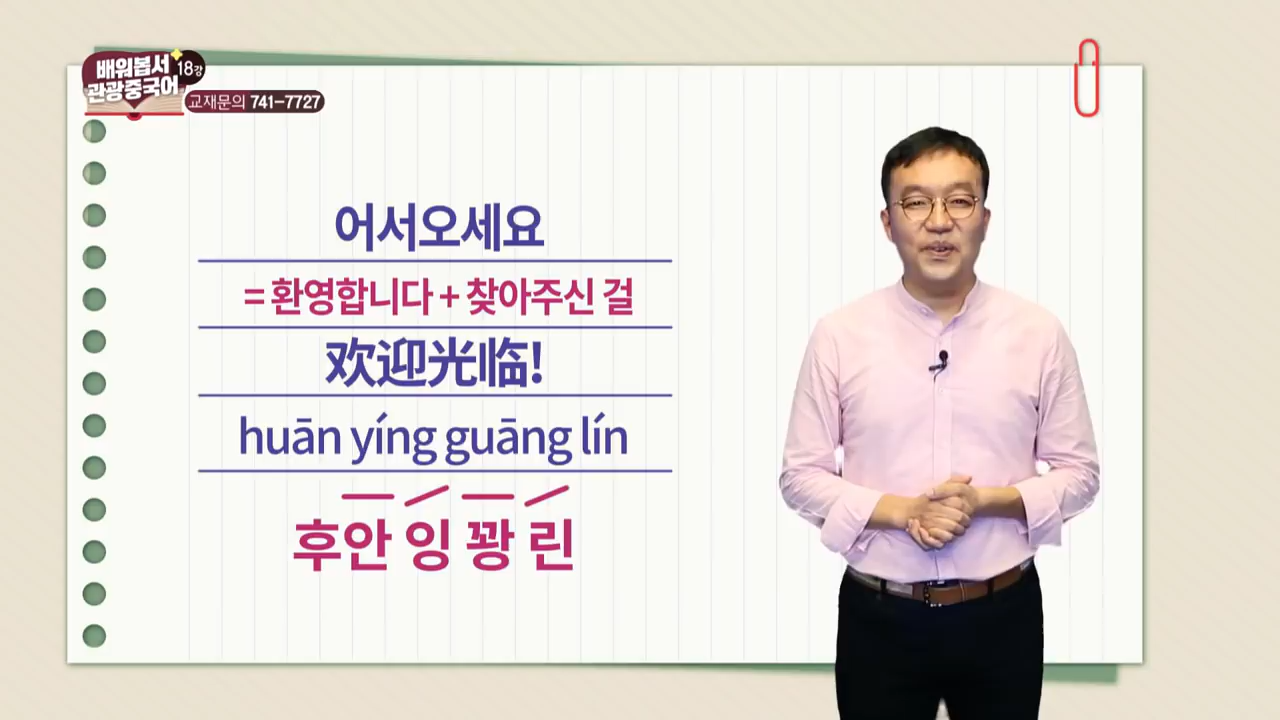 배워봅서 18강
관광중국어
교재문의 741-7727
어서오세요
= 환영합니다 + 찾아주신 걸
欢迎光临!
huān yíng guāng lín
후안 잉 꽝 린